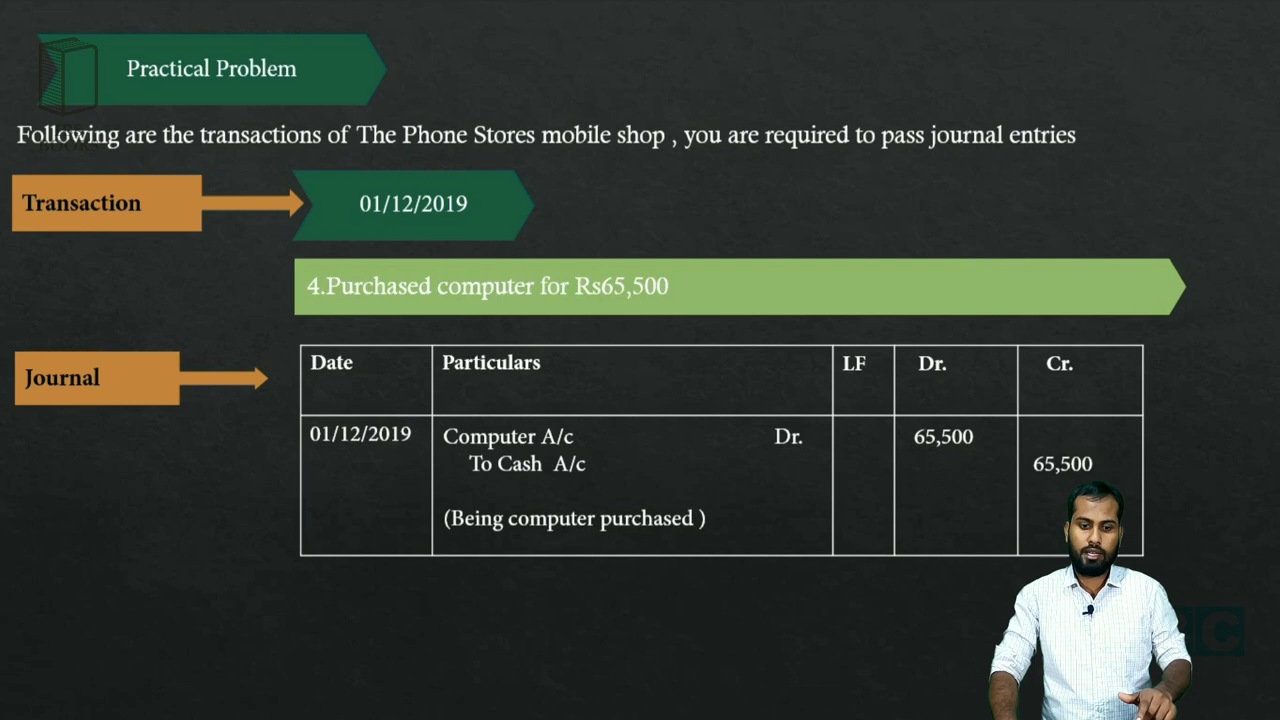 Practical Problem
Following are the transactions of The Phone Stores mobile shop , you are required to pass journal entries
Transaction
01/12/2019
4.Purchased computer for Rs65,500
Journal
Date Particulars LF Dr. Cr.
01/12/2019 Computer A/c Dr. 65,500
To Cash A/c 65,500
(Being computer purchased )
C